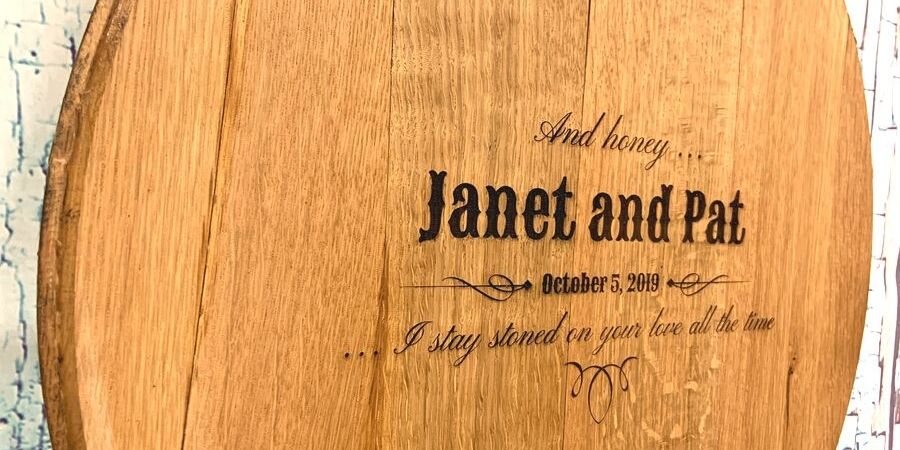 And honey ...
Janet and Pat
October 5, 2019
... I stay stoned on your love all the time